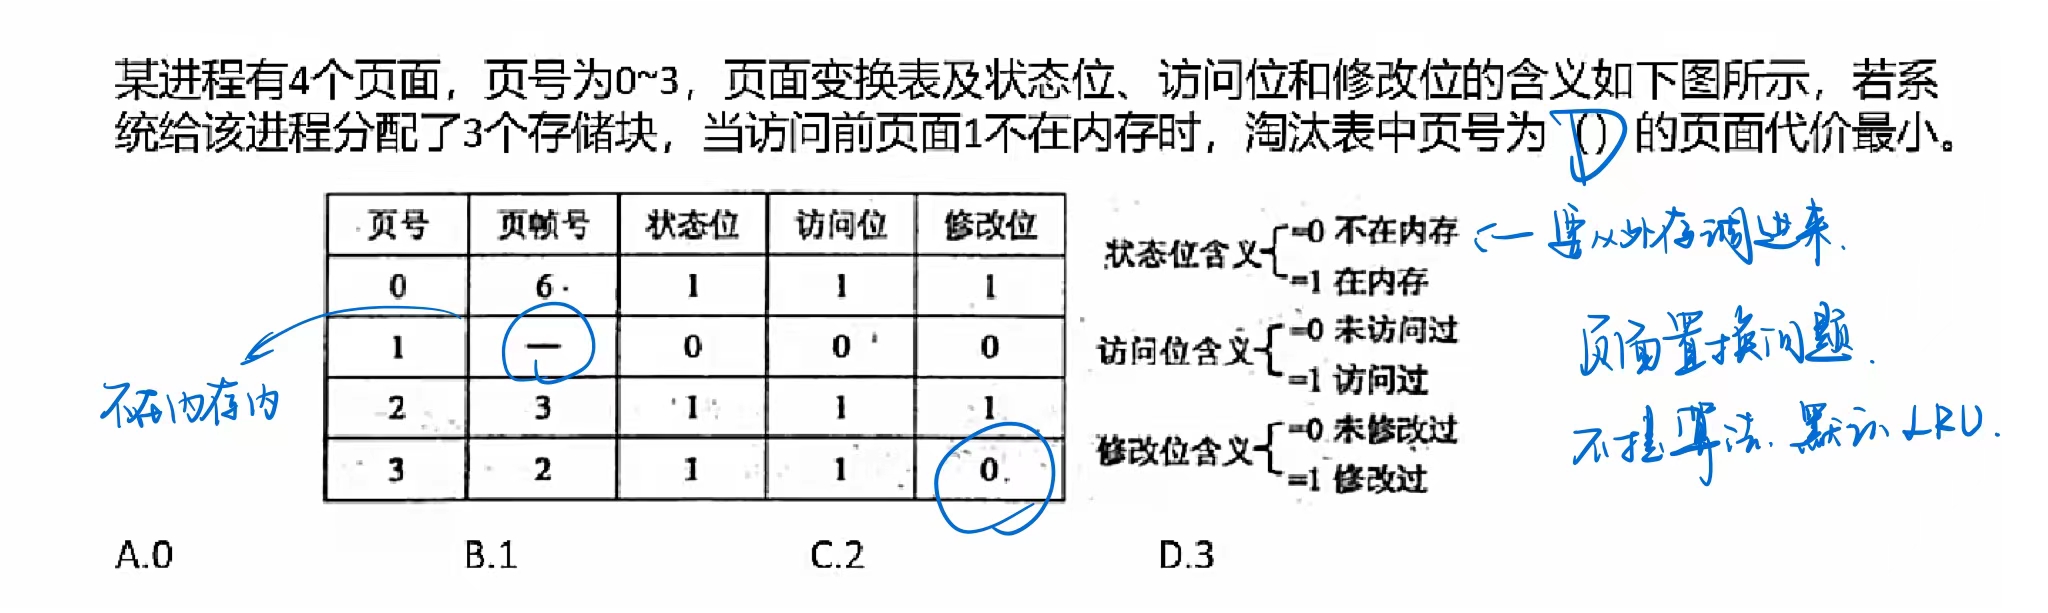 某进程有4个页面，页号为0~3，页面变换表及状态位、访问位和修改位的含义如下图所示，若系
统给该进程分配了3个存储块，当访问前页面1不在内存时，淘汰表中页号为（）的页面代价最小。
D
页号 页帧号 状态位 访问位 修改位
0 6 1 1 1
1 — 0 0 0
2 3 1 1 1
3 2 1 1 0
不在内存内
状态位含义 =0 不在内存
=1 在内存
访问位含义 =0 未访问过
=1 访问过
修改位含义 =0 未修改过
=1 修改过
←一 要从外存调进来.
页面置换问题.
不提算法. 默认 LRU.
A.0 B.1 C.2 D.3